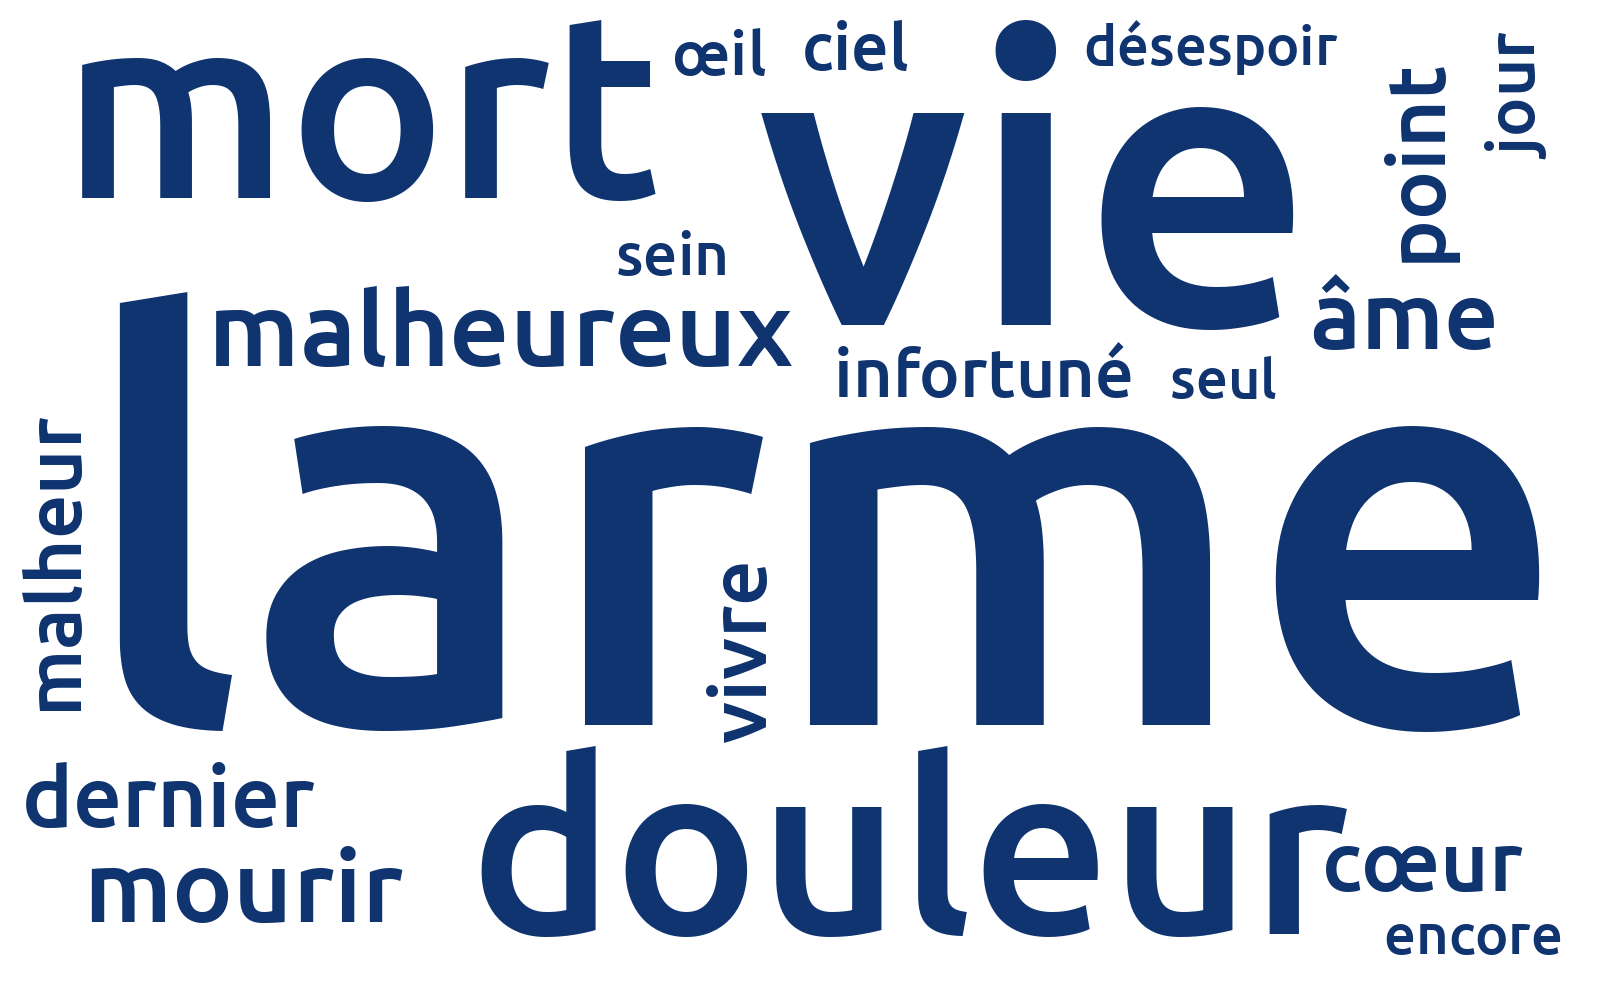 mort
œil
ciel
vie
désespoir
point
jour
sein
malheureux
infortuné
seul
âme
malheur
larme
vivre
dernier
mourir
douleur
cœur
encore